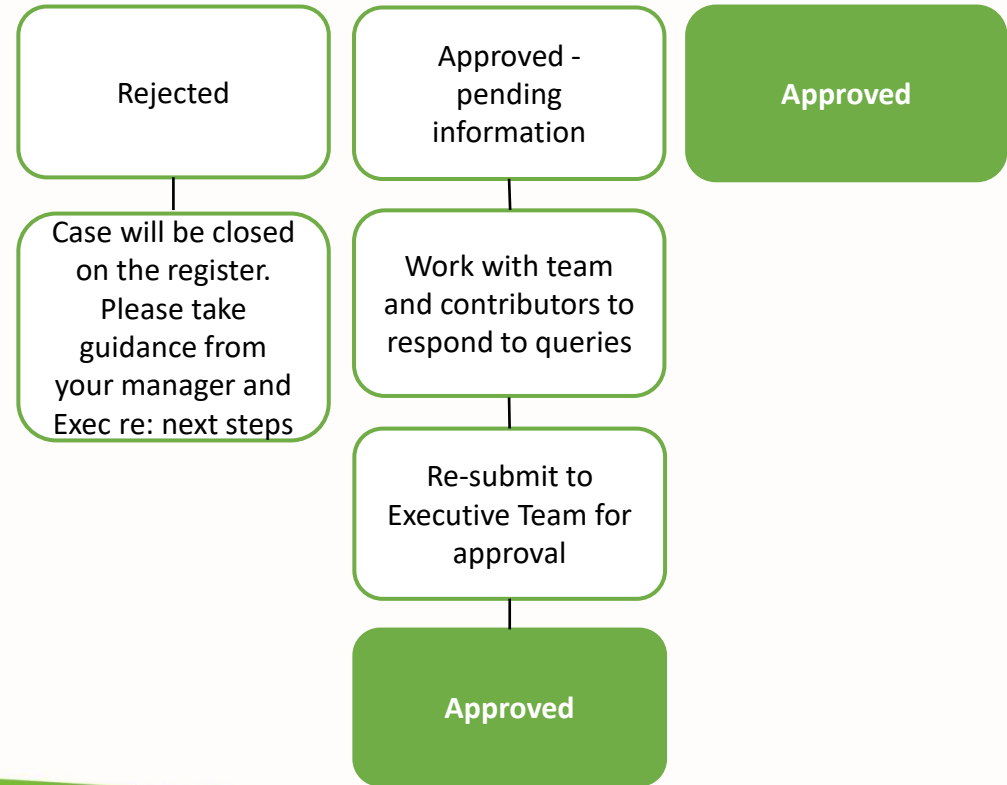 Rejected
Case will be closed
on the register.
Please take
guidance from
your manager and
Exec re: next steps
Approved -
pending
information
Work with team
and contributors to
respond to queries
Re-submit to
Executive Team for
approval
Approved
Approved